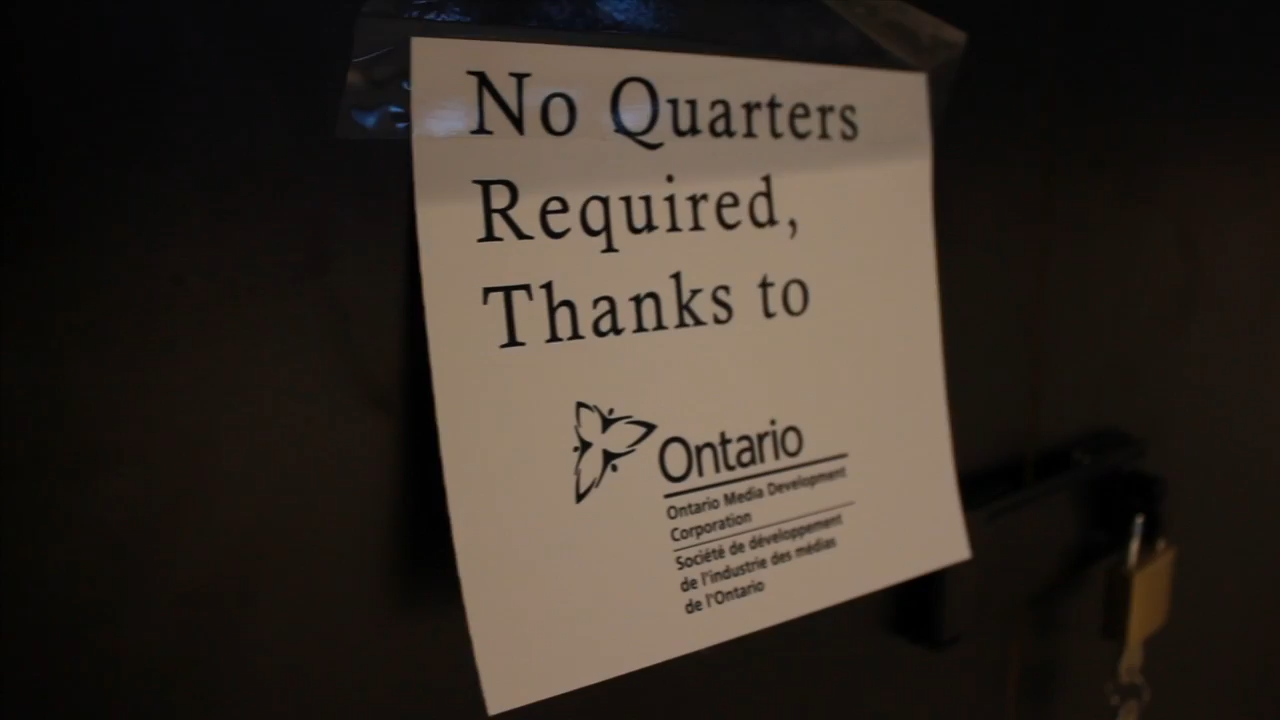 No Quarters
Required,
Thanks to
Ontario
Ontario Media Development
Corporation
Société de développement
de l'industrie des médias
de l'Ontario